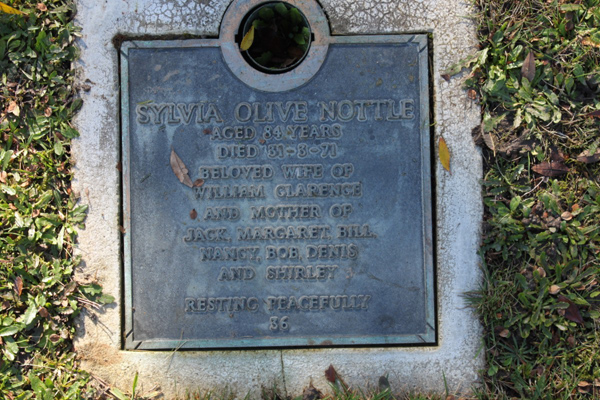 SYLVIA OLIVE NOTTLE
AGED 84 YEARS
DIED 31-8-71
BELOVED WIFE OF
WILLIAM CLARENCE
AND MOTHER OF
JACK, MARGARET, BILL,
NANCY, BOB, DENIS
AND SHIRLEY
RESTING PEACEFULLY
36